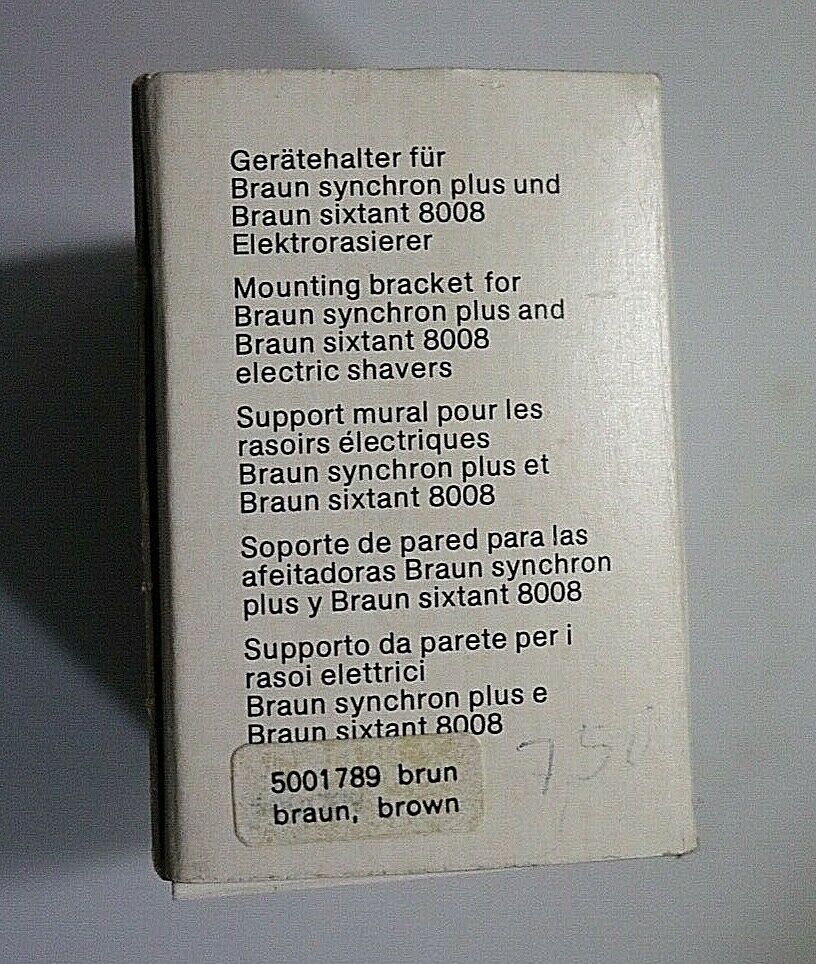 Gerätehalter für
Braun synchron plus und
Braun sixtant 8008
Elektrorasierer
Mounting bracket for
Braun synchron plus and
Braun sixtant 8008
electric shavers
Support mural pour les
rasoirs électriques
Braun synchron plus et
Braun sixtant 8008
Soporte de pared para las
afeitadoras Braun synchron
plus y Braun sixtant 8008
Supporto da parete per i
rasoi elettrici
Braun synchron plus e
Braun sixtant 8008
5001789 brun
braun, brown